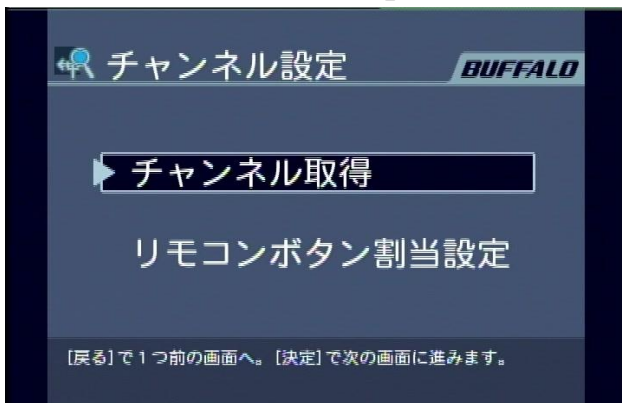 チャンネル設定
BUFFALO
チャンネル取得
リモコンボタン割当設定
[戻る]で1つ前の画面へ。[決定]で次の画面に進みます。